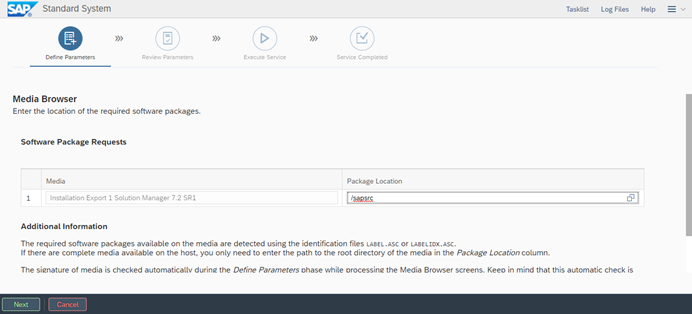 SAP Standard System Tasklist Log Files Help
Define Parameters Review Parameters Execute Service Service Completed
Media Browser
Enter the location of the required software packages.
Software Package Requests
Media Package Location
1 Installation Export 1 Solution Manager 7.2 SR1 /sapsrc
Additional Information
The required software packages available on the media are detected using the identification files LABEL.ASC or LABELIDX.ASC.
If there are complete media available on the host, you only need to enter the path to the root directory of the media in the Package Location column.
The signature of media is checked automatically during the Define Parameters phase while processing the Media Browser screens. Keep in mind that this automatic check is
Next Cancel